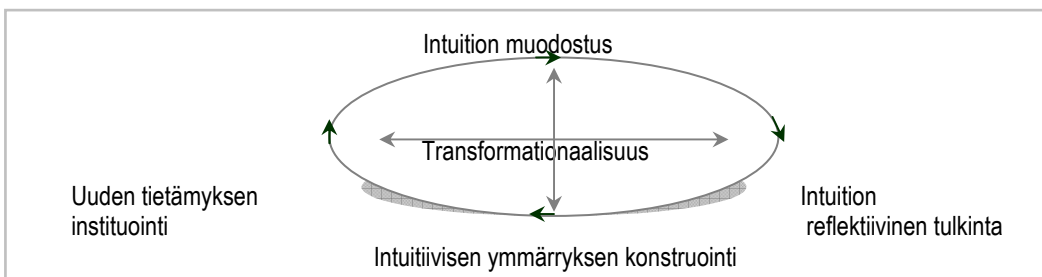 Intuition muodostus
Transformationaalisuus
Uuden tietämyksen
instituointi
Intuition
reflektiivinen tulkinta
Intuitiivisen ymmärryksen konstruointi